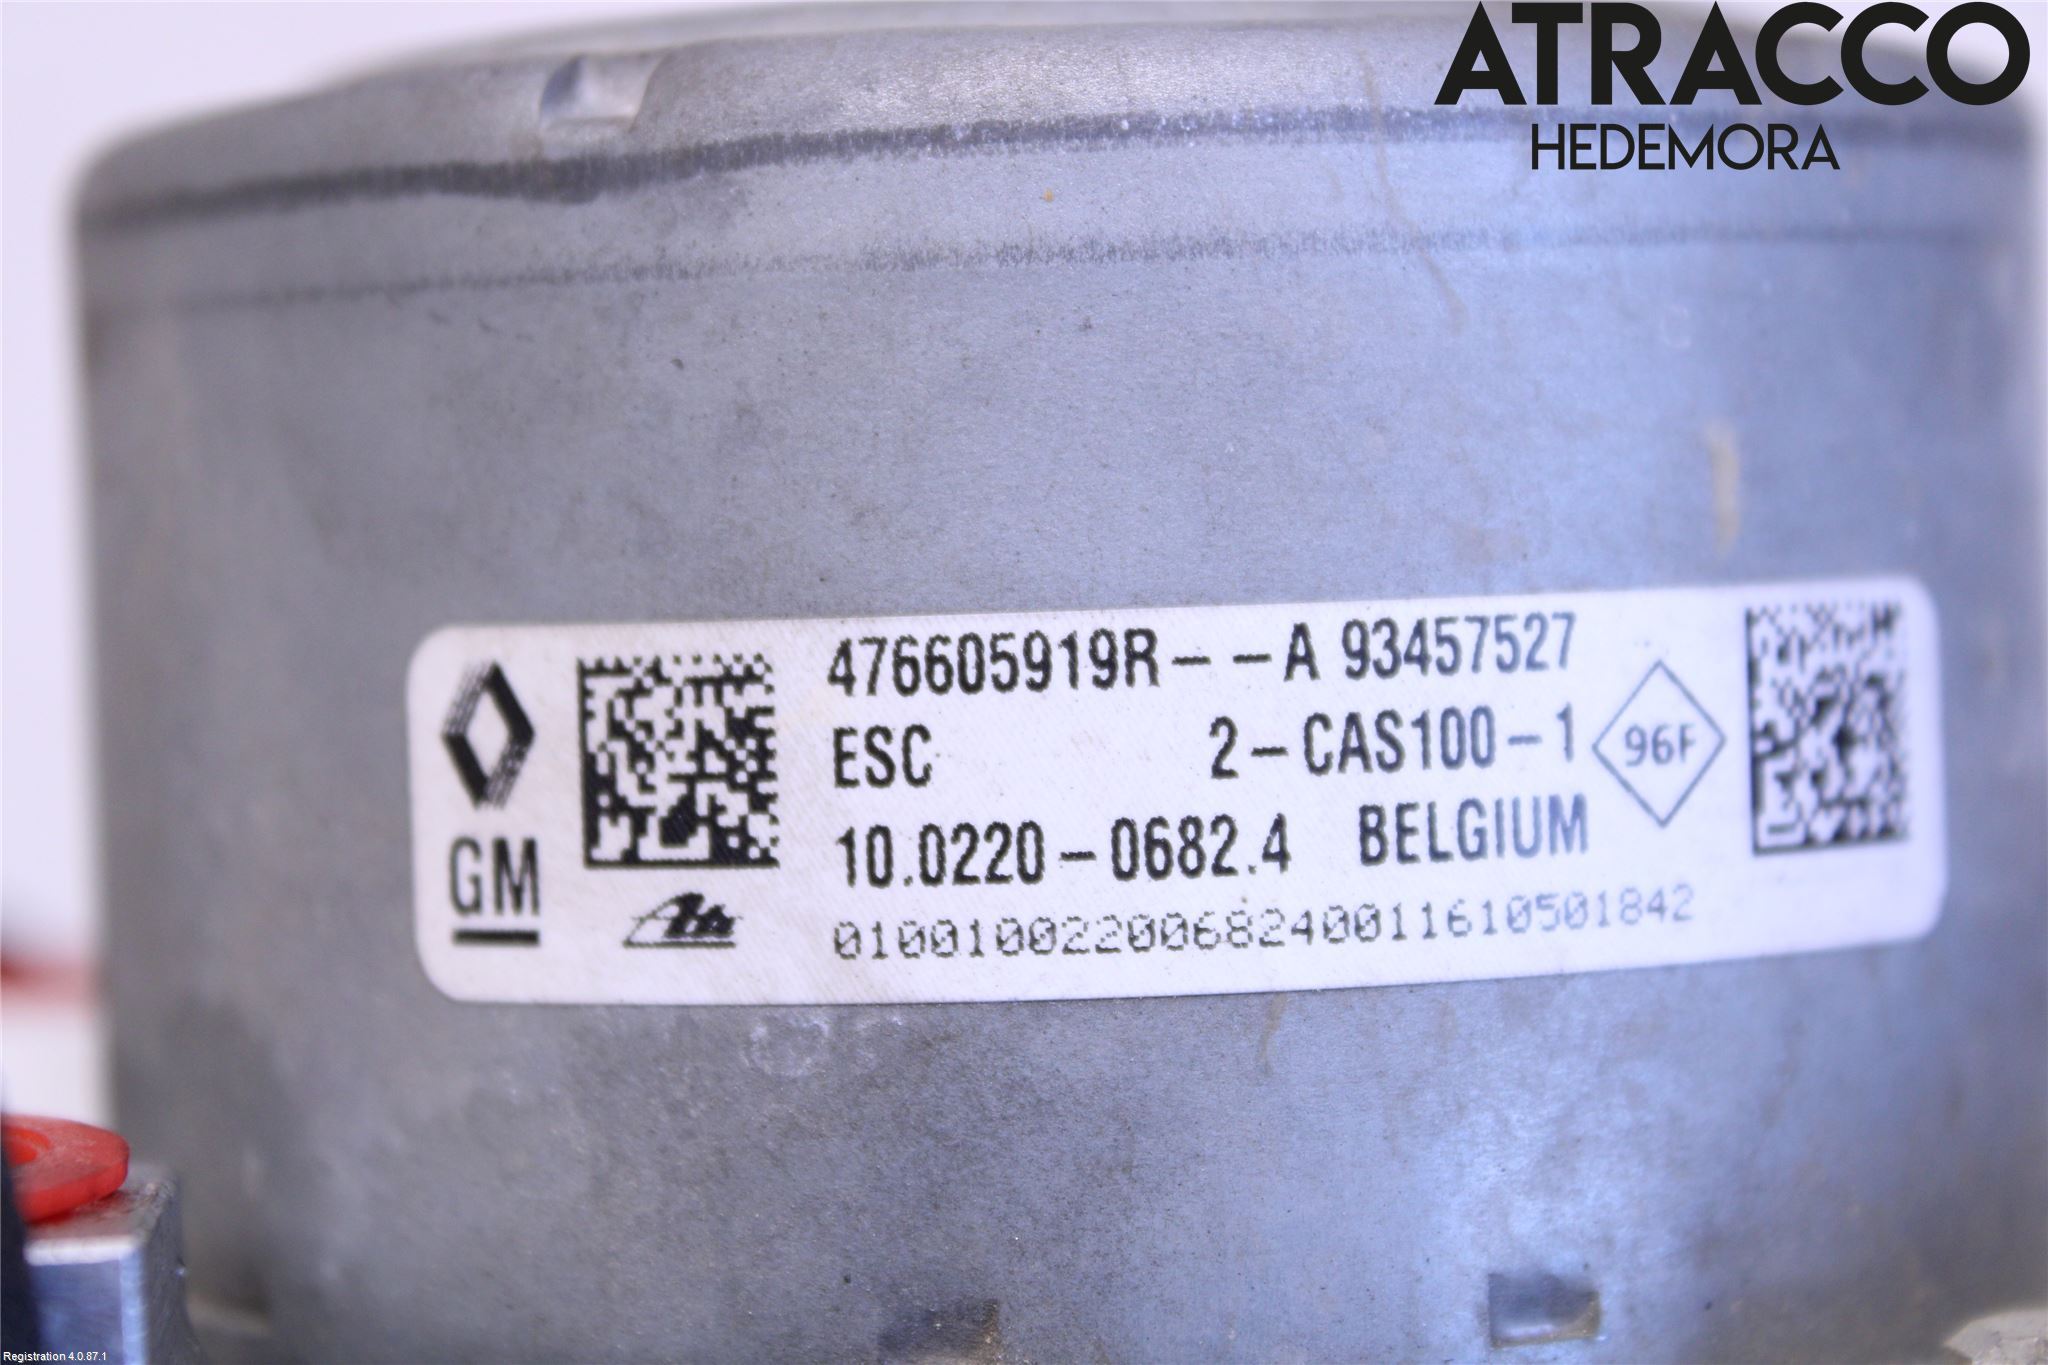 ATRACCO
HEDEMORA
476605919R--A 93457527
ESC 2-CAS100-1
96F
10.0220-0682.4 BELGIUM
GM
Ate
0100100220068240011610501842
Registration 4.0.87.1